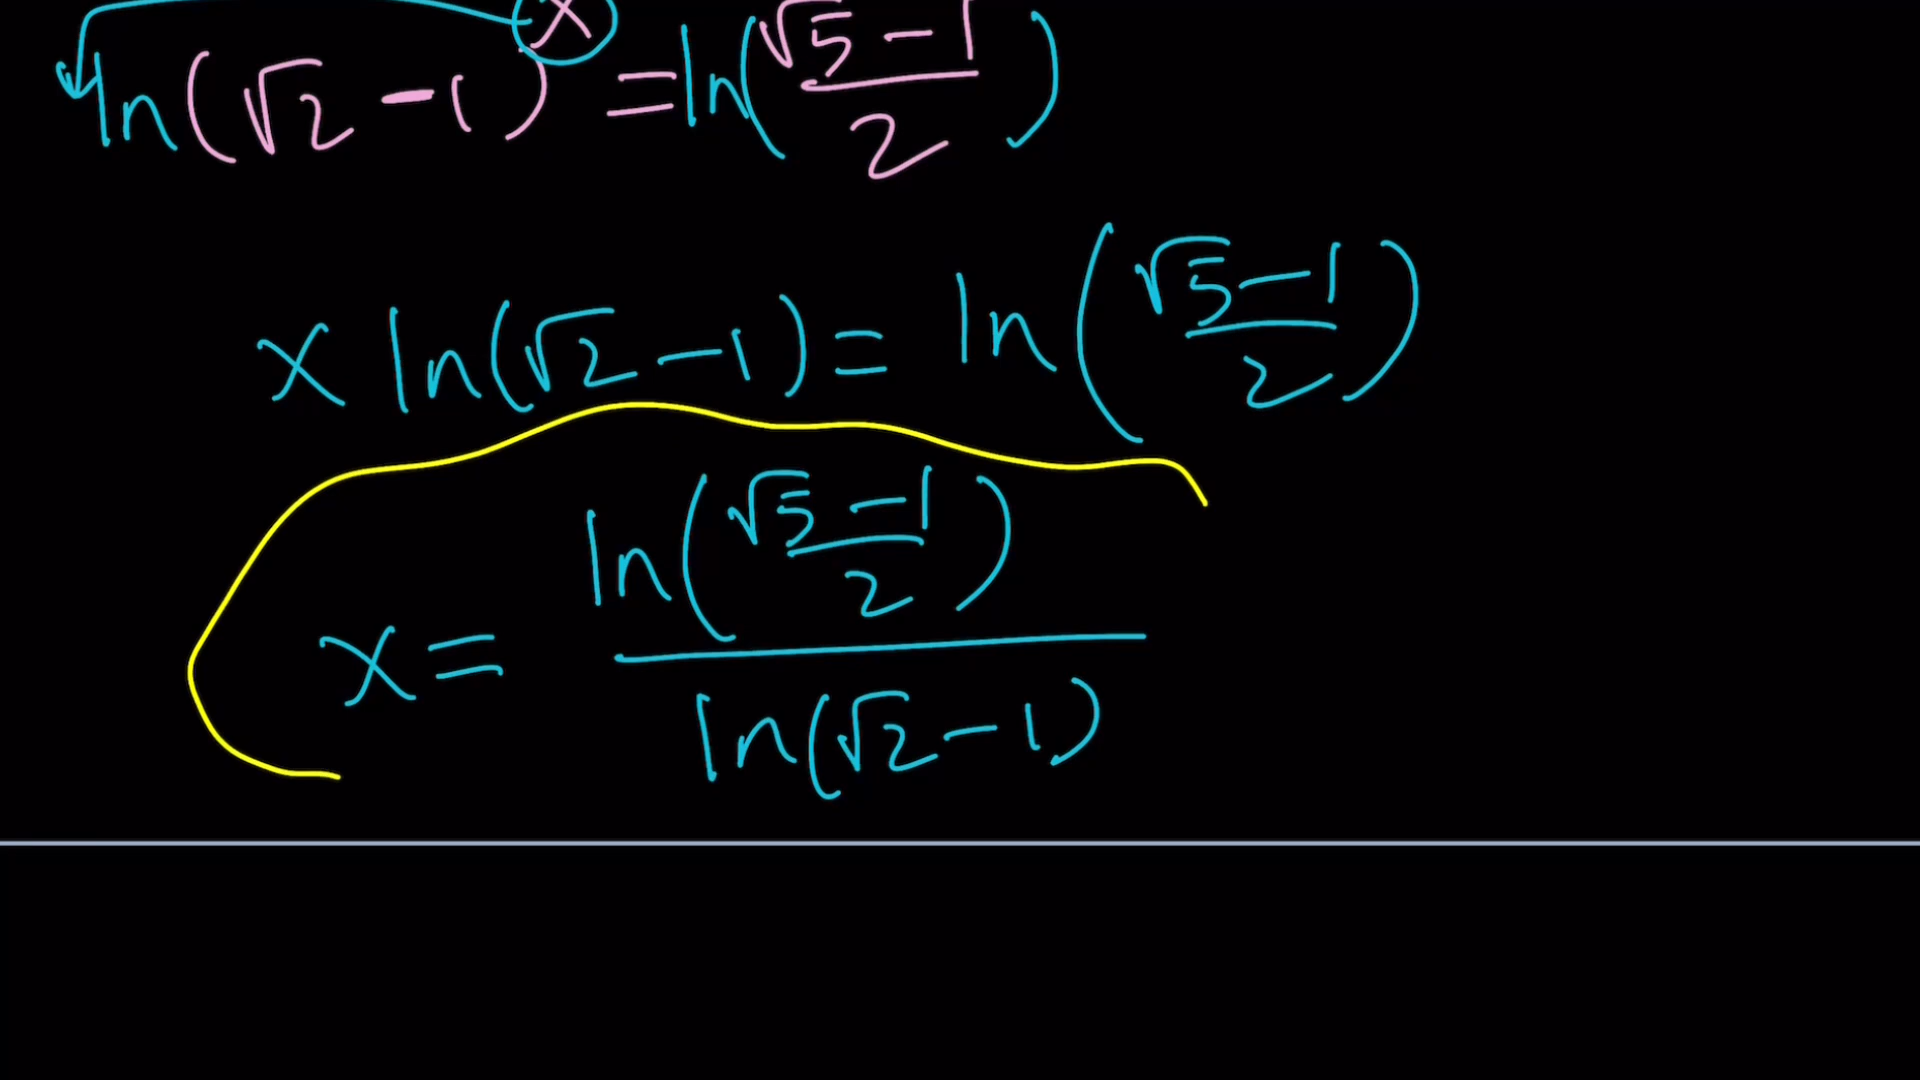 ln(√2 − 1)^x = ln((√5 − 1)/2)
x ln(√2 − 1) = ln((√5 − 1)/2)
x = ln((√5 − 1)/2) / ln(√2 − 1)